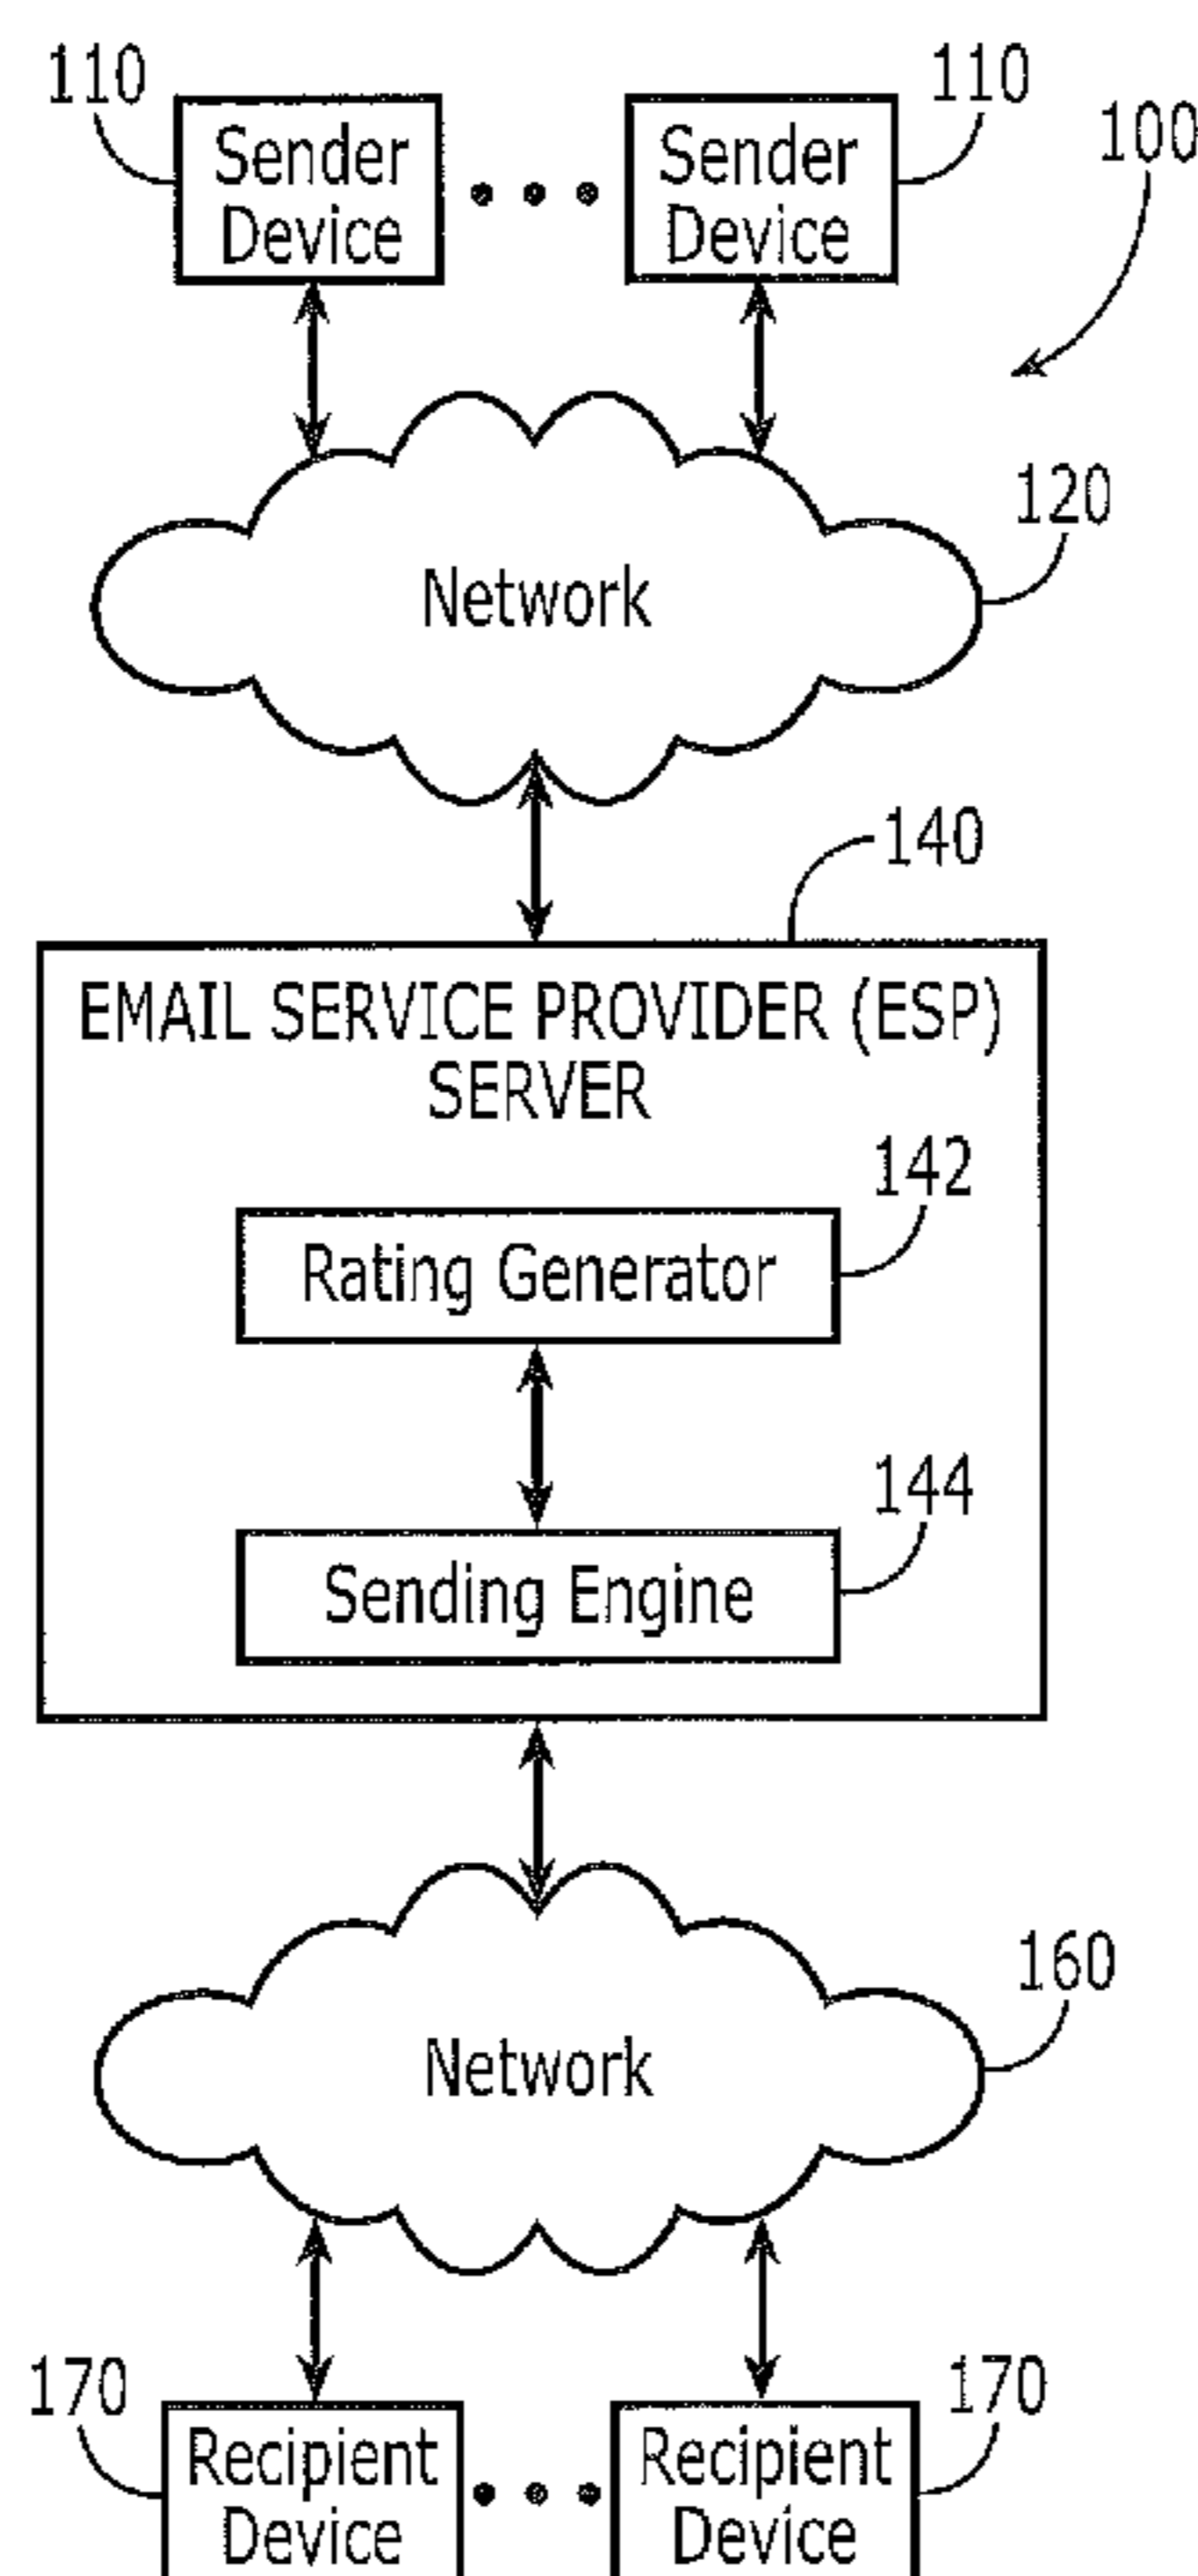 110
110
100
Sender
Device
Sender
Device
120
Network
140
EMAIL SERVICE PROVIDER (ESP)
SERVER
142
Rating Generator
144
Sending Engine
160
Network
170
170
Recipient
Device
Recipient
Device